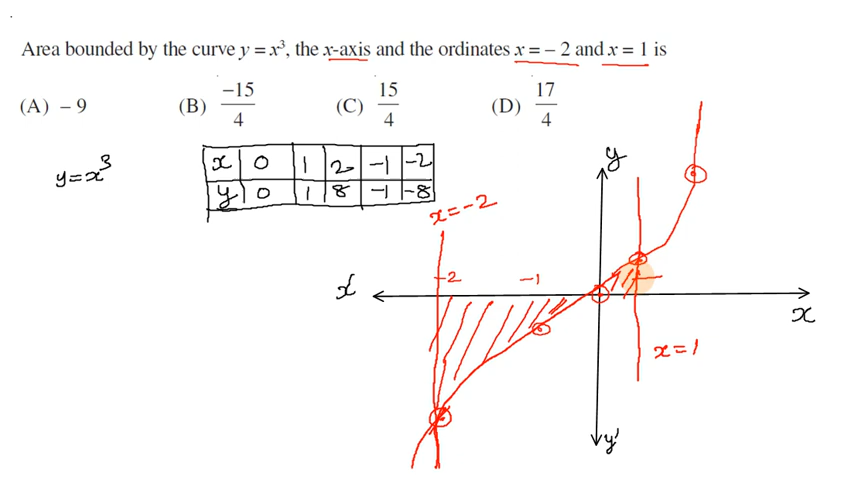 Area bounded by the curve y = x³, the x-axis and the ordinates x = – 2 and x = 1 is
(A) – 9 (B) –15/4 (C) 15/4 (D) 17/4
y=x³
x 0 1 2 -1 -2
y 0 1 8 -1 -8
x=-2
y
-2 -1
x'
x
x=1
y'